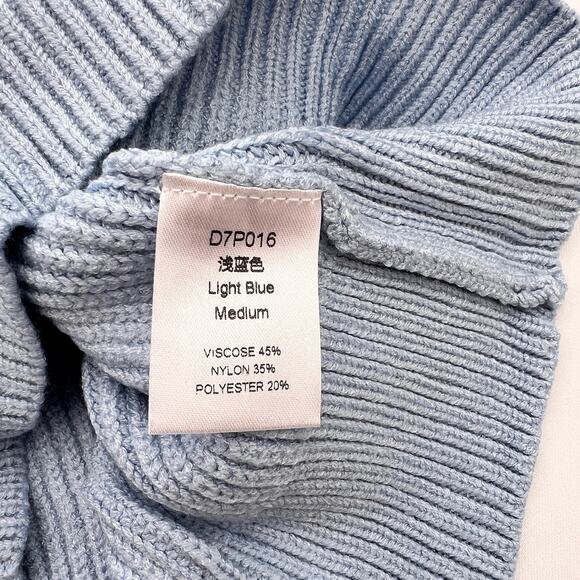 D7P016
浅蓝色
Light Blue
Medium
VISCOSE 45%
NYLON 35%
POLYESTER 20%